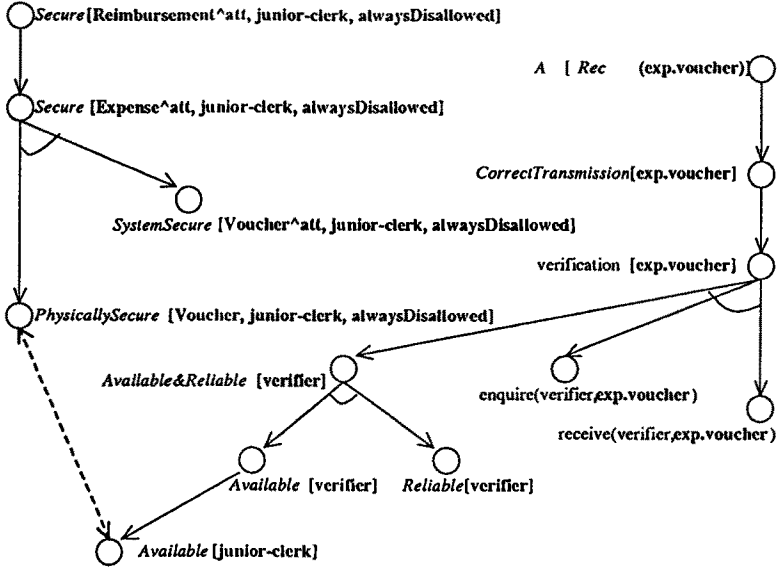 Secure[Reimbursement^att, junior-clerk, alwaysDisallowed]
A [ Rec (exp.voucher)]
Secure [Expense^att, junior-clerk, alwaysDisallowed]
CorrectTransmission[exp.voucher]
SystemSecure [Voucher^att, junior-clerk, alwaysDisallowed]
verification [exp.voucher]
PhysicallySecure [Voucher, junior-clerk, alwaysDisallowed]
Available&Reliable [verifier]
enquire(verifier,exp.voucher)
receive(verifier,exp.voucher)
Available [verifier]
Reliable[verifier]
Available [junior-clerk]